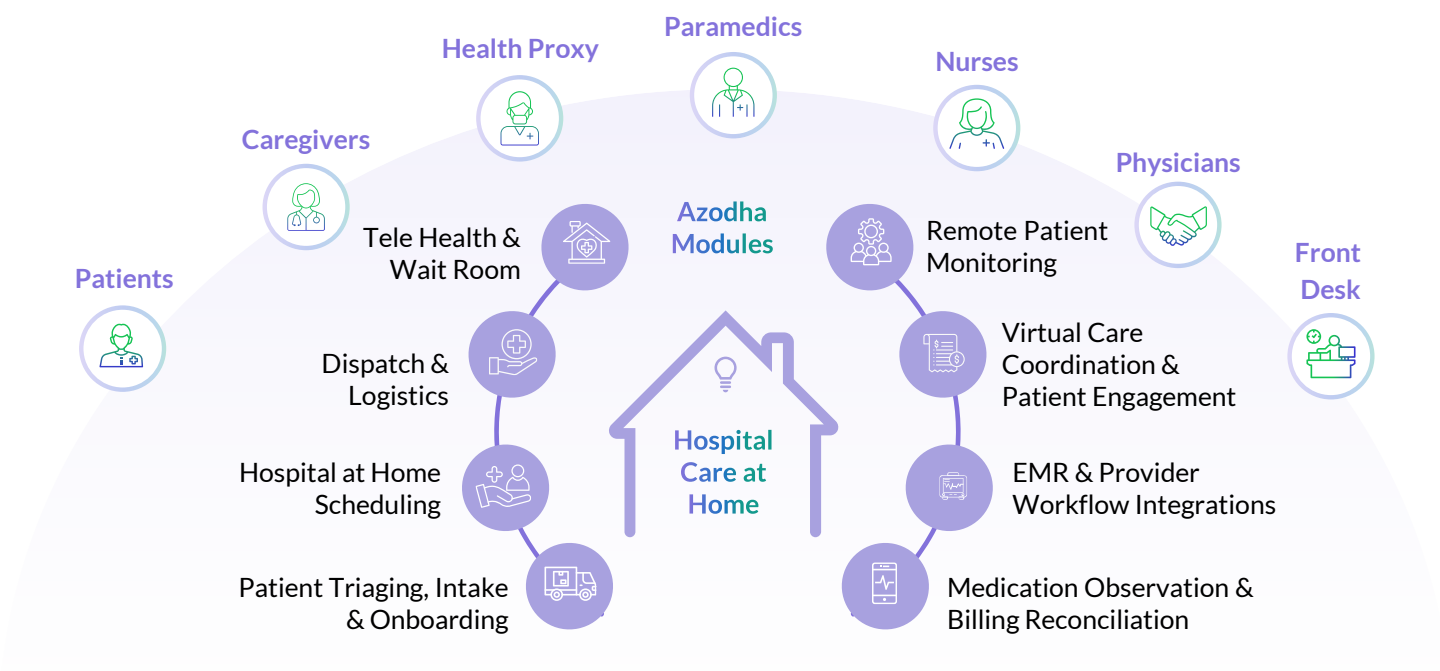 Paramedics
Health Proxy
Nurses
Caregivers
Physicians
Front
Desk
Patients
Azodha
Modules
Tele Health &
Wait Room
Dispatch &
Logistics
Hospital at Home
Scheduling
Patient Triaging, Intake
& Onboarding
Hospital
Care at
Home
Remote Patient
Monitoring
Virtual Care
Coordination &
Patient Engagement
EMR & Provider
Workflow Integrations
Medication Observation &
Billing Reconciliation